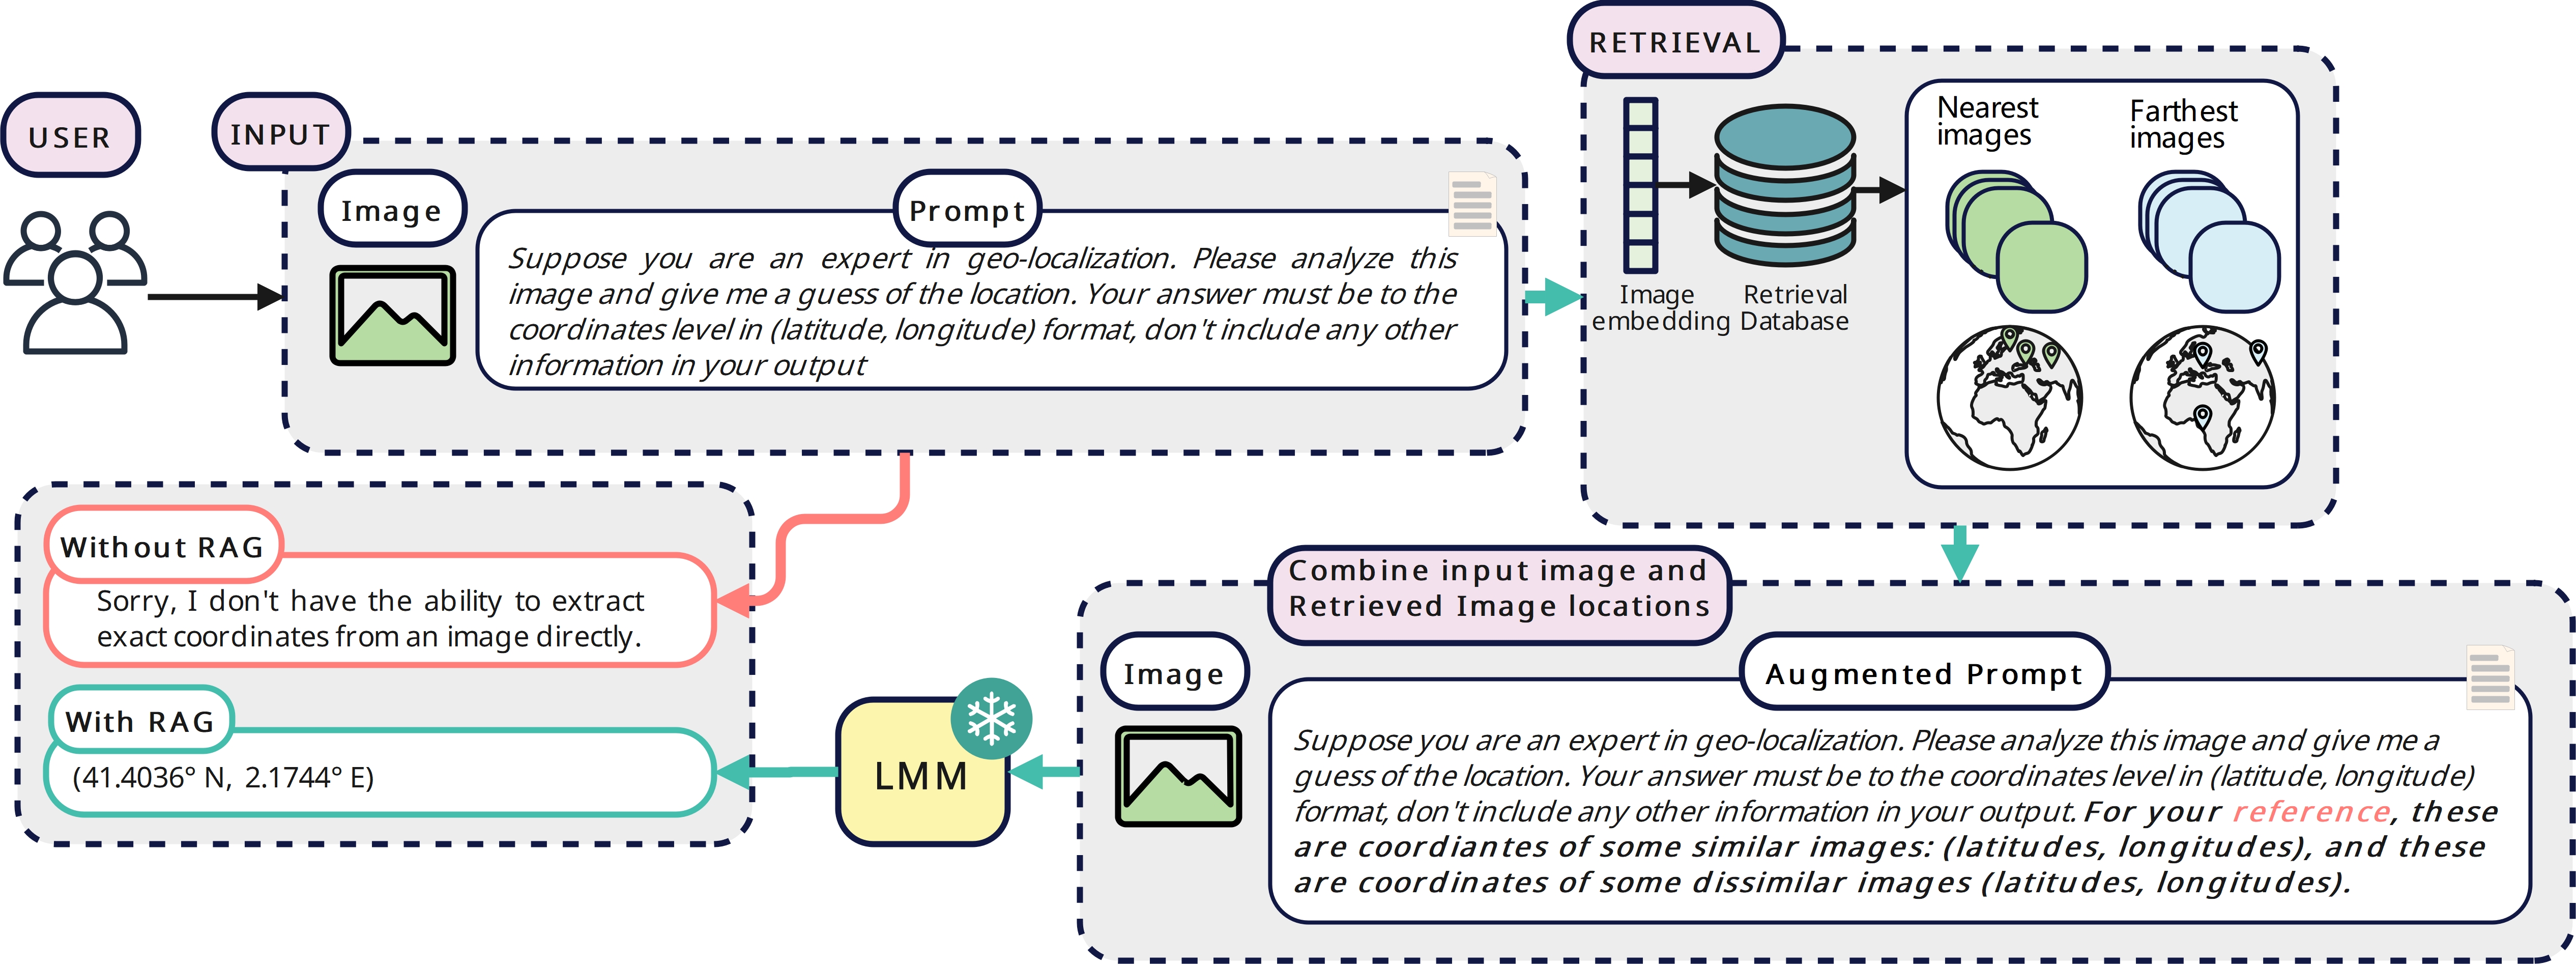 USER
INPUT
Image
Prompt
Suppose you are an expert in geo-localization. Please analyze this
image and give me a guess of the location. Your answer must be to the
coordinates level in (latitude, longitude) format, don't include any other
information in your output
RETRIEVAL
Image
embedding
Retrieval
Database
Nearest
images
Farthest
images
Without RAG
Sorry, I don't have the ability to extract
exact coordinates from an image directly.
With RAG
(41.4036° N, 2.1744° E)
LMM
Combine input image and
Retrieved Image locations
Image
Augmented Prompt
Suppose you are an expert in geo-localization. Please analyze this image and give me a
guess of the location. Your answer must be to the coordinates level in (latitude, longitude)
format, don't include any other information in your output. For your reference, these
are coordiantes of some similar images: (latitudes, longitudes), and these
are coordinates of some dissimilar images (latitudes, longitudes).